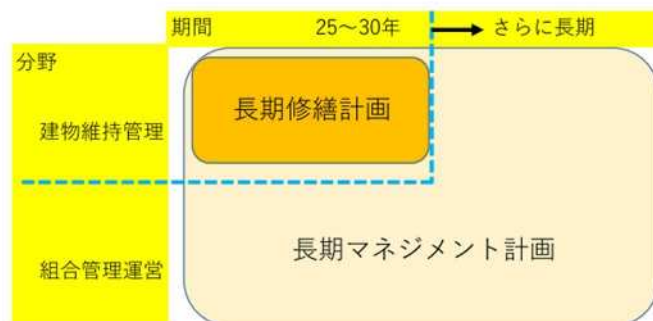 期間 25～30年 さらに長期
分野
長期修繕計画
建物維持管理
長期マネジメント計画
組合管理運営